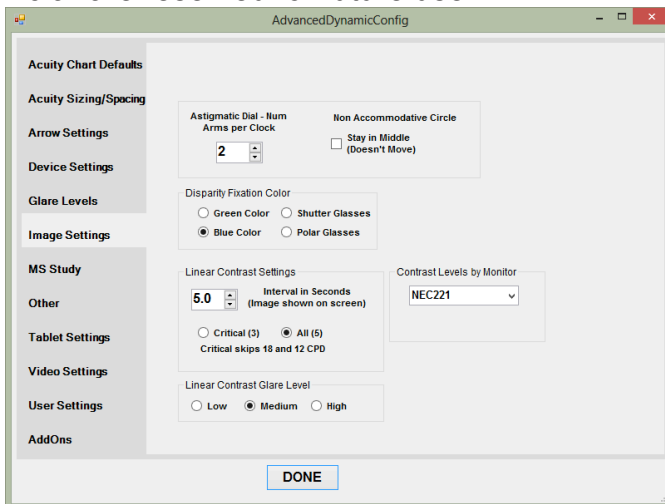 AdvancedDynamicConfig
Acuity Chart Defaults
Acuity Sizing/Spacing
Arrow Settings
Device Settings
Glare Levels
Image Settings
MS Study
Other
Tablet Settings
Video Settings
User Settings
AddOns
Astigmatic Dial - Num
Arms per Clock
2
Non Accommodative Circle
Stay in Middle
(Doesn't Move)
Disparity Fixation Color
Green Color
Shutter Glasses
Blue Color
Polar Glasses
Linear Contrast Settings
5.0
Interval in Seconds
(Image shown on screen)
Critical (3)
All (5)
Critical skips 18 and 12 CPD
Contrast Levels by Monitor
NEC221
Linear Contrast Glare Level
Low
Medium
High
DONE